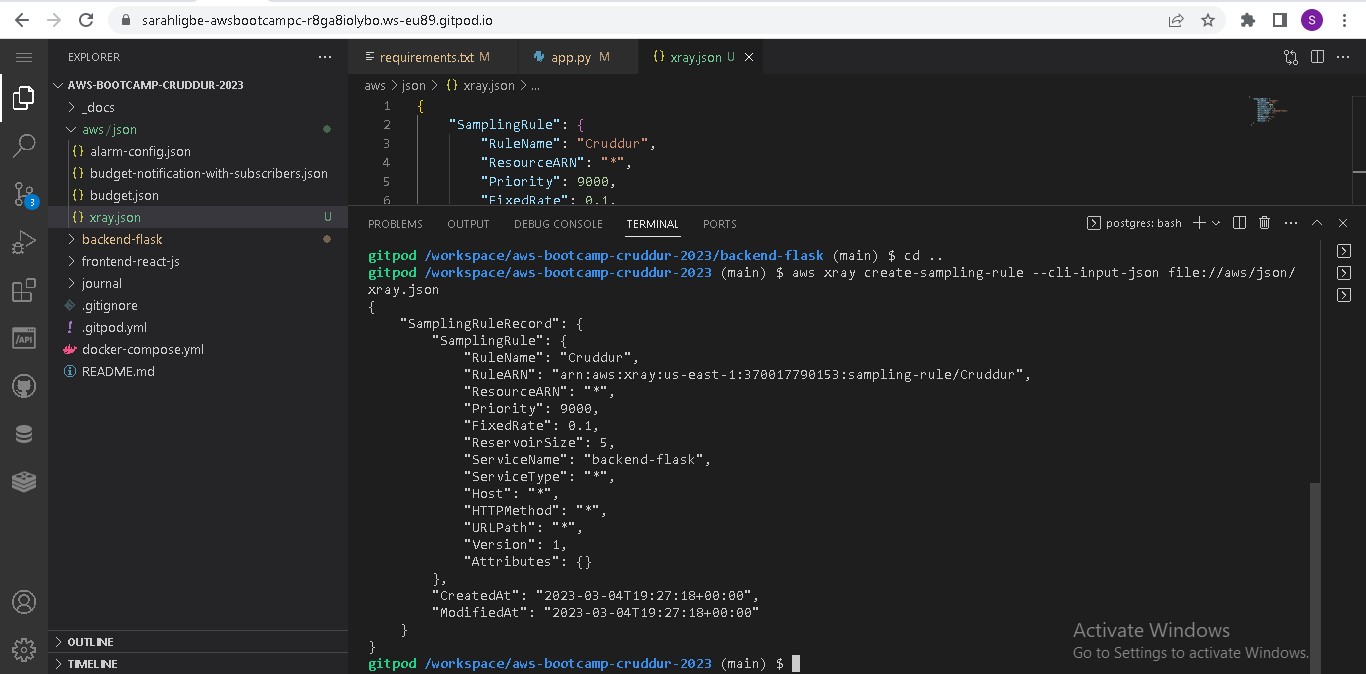 sarahligbe-awsbootcampc-r8ga8iolybo.ws-eu89.gitpod.io
S
EXPLORER
AWS-BOOTCAMP-CRUDDUR-2023
_docs
aws/json
alarm-config.json
budget-notification-with-subscribers.json
budget.json
xray.json U
backend-flask
frontend-react-js
journal
.gitignore
.gitpod.yml
docker-compose.yml
README.md
OUTLINE
TIMELINE
3
/API
requirements.txt M
app.py M
{} xray.json U
aws > json > {} xray.json > ...
1 {
2 "SamplingRule": {
3 "RuleName": "Cruddur",
4 "ResourceARN": "*",
5 "Priority": 9000,
6 "FixedRate": 0.1,
PROBLEMS OUTPUT DEBUG CONSOLE TERMINAL PORTS
postgres: bash
gitpod /workspace/aws-bootcamp-cruddur-2023/backend-flask (main) $ cd ..
gitpod /workspace/aws-bootcamp-cruddur-2023 (main) $ aws xray create-sampling-rule --cli-input-json file://aws/json/
xray.json
{
"SamplingRuleRecord": {
"SamplingRule": {
"RuleName": "Cruddur",
"RuleARN": "arn:aws:xray:us-east-1:370017790153:sampling-rule/Cruddur",
"ResourceARN": "*",
"Priority": 9000,
"FixedRate": 0.1,
"ReservoirSize": 5,
"ServiceName": "backend-flask",
"ServiceType": "*",
"Host": "*",
"HTTPMethod": "*",
"URLPath": "*",
"Version": 1,
"Attributes": {}
},
"CreatedAt": "2023-03-04T19:27:18+00:00",
"ModifiedAt": "2023-03-04T19:27:18+00:00"
}
}
gitpod /workspace/aws-bootcamp-cruddur-2023 (main) $
Activate Windows
Go to Settings to activate Windows.